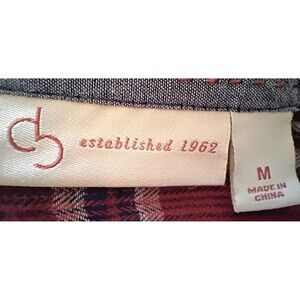 cb
established 1962
M
MADE IN
CHINA